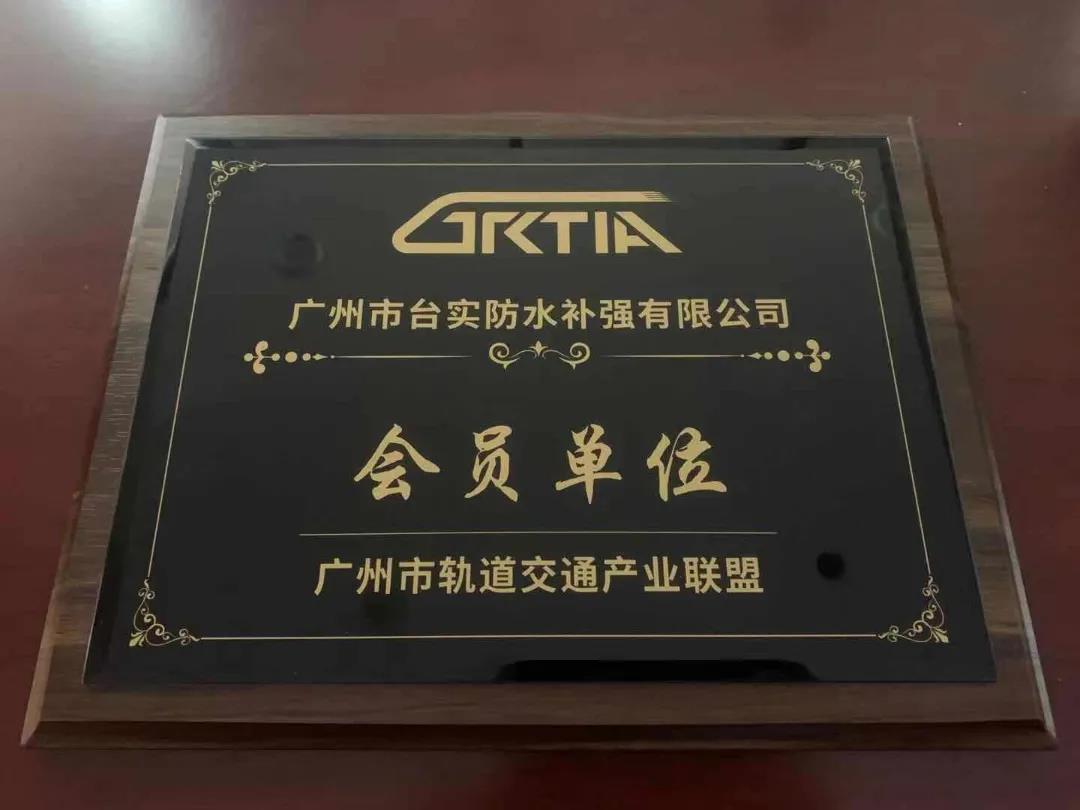 GRTIA
广州市台实防水补强有限公司
会员单位
广州市轨道交通产业联盟